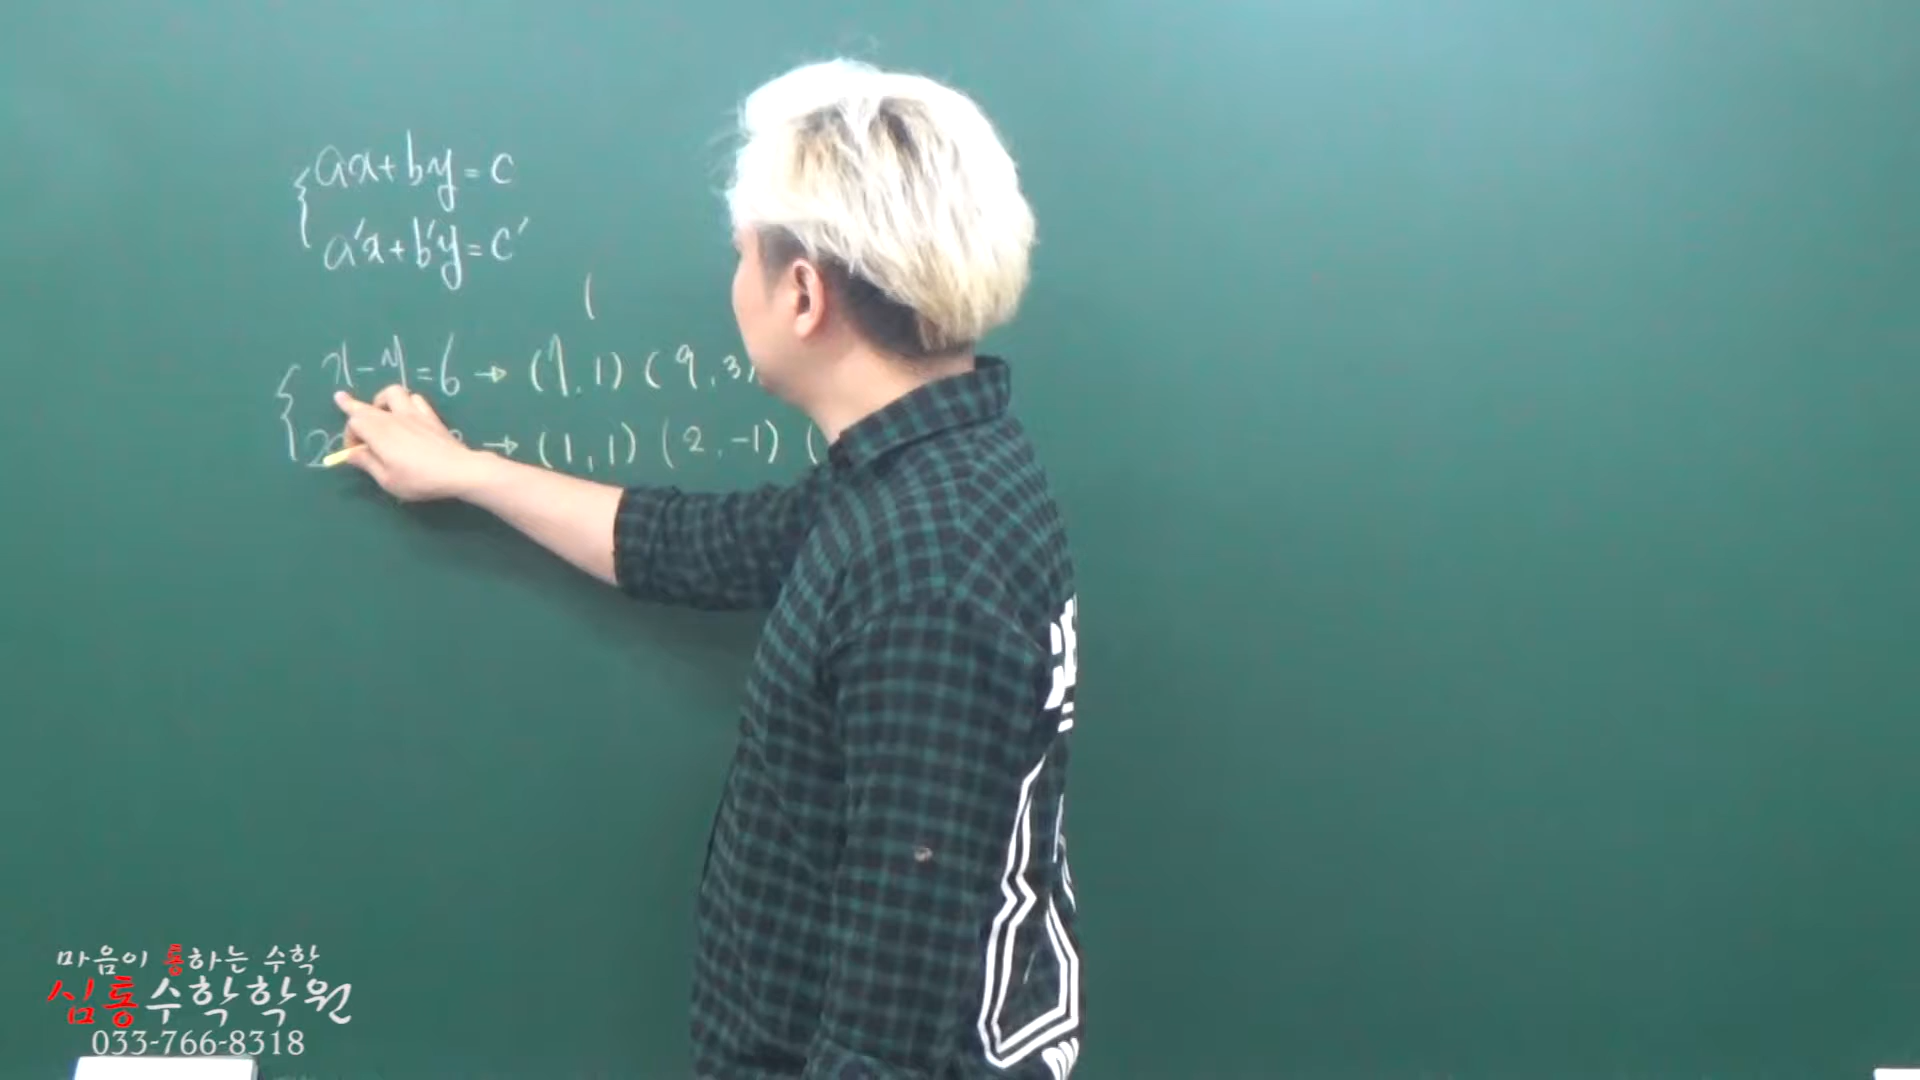 ax+by=c
a'x+b'y=c'
(
x-y=6 → (7,1) (9,3)
→ (1,1) (2,-1) (
마음이 통하는 수학
심통수학학원
033-766-8318